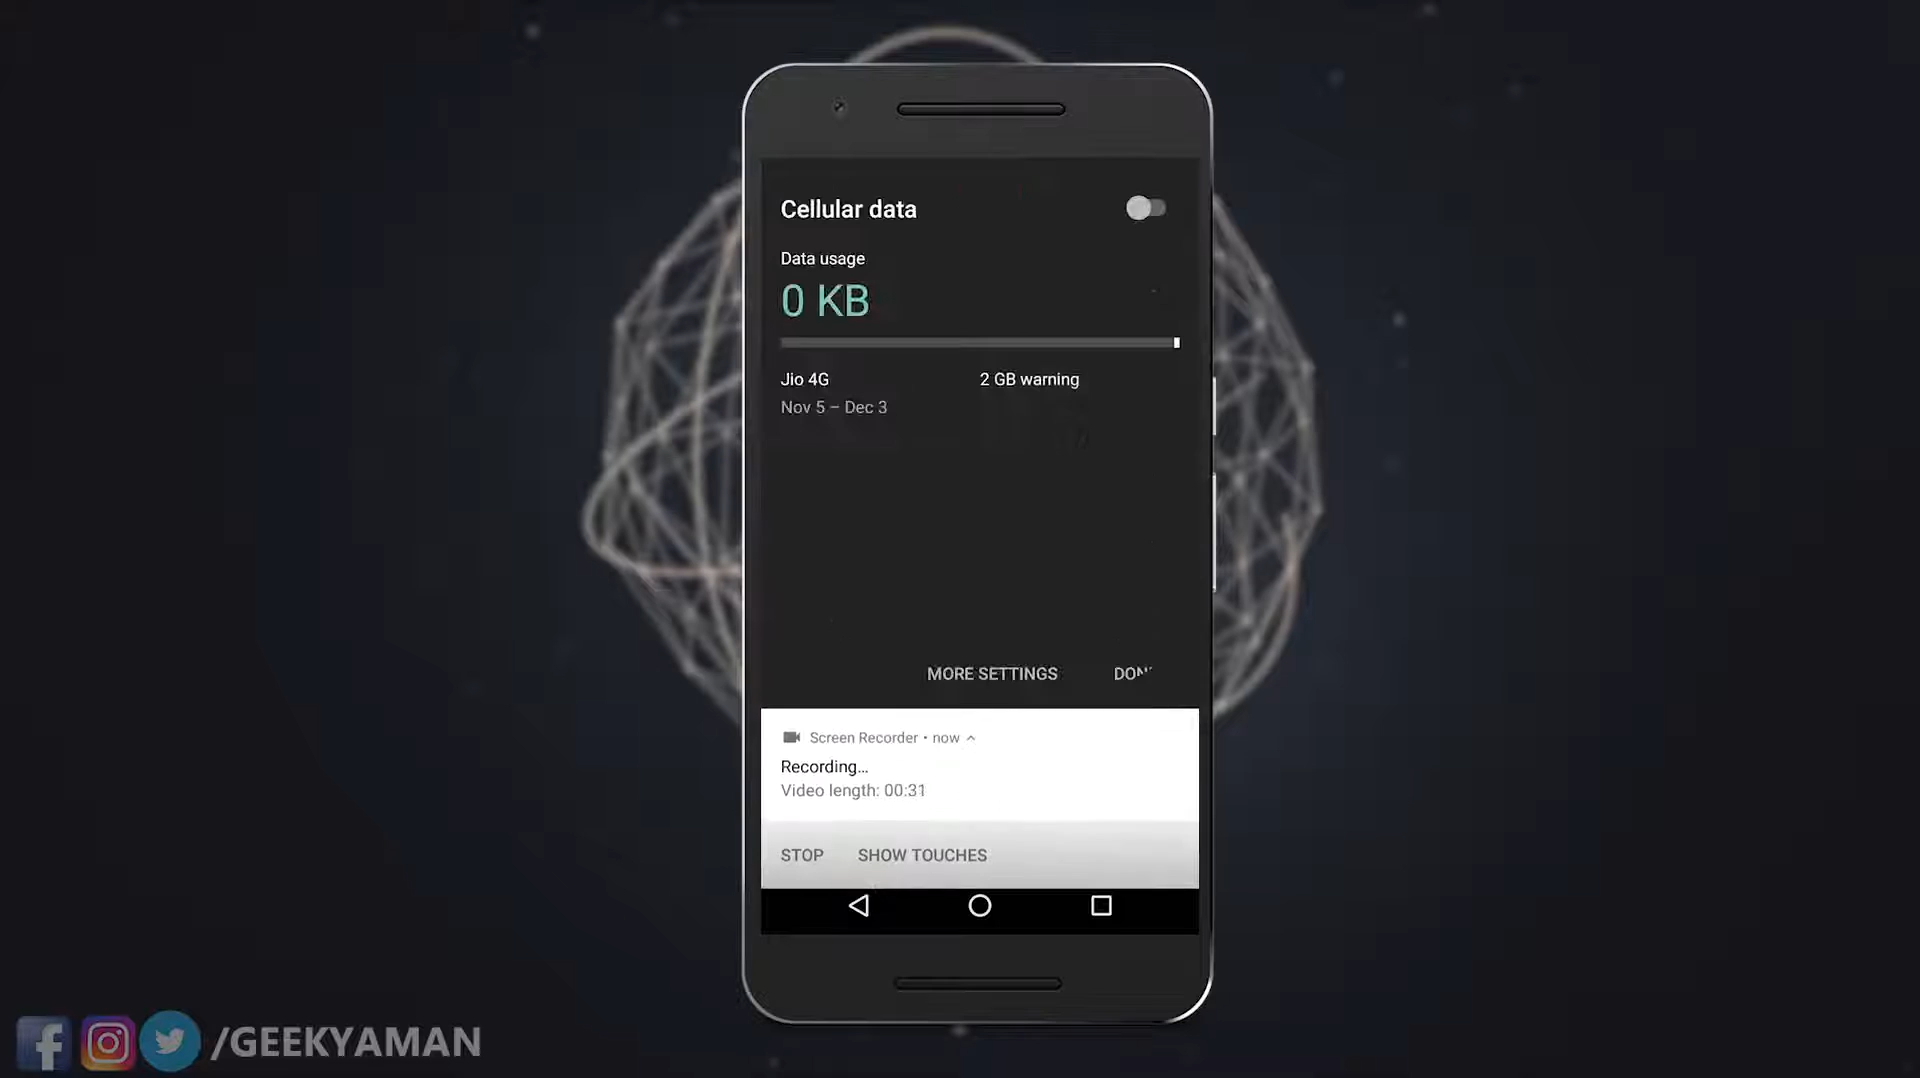 Cellular data
Data usage
0 KB
Jio 4G
2 GB warning
Nov 5 – Dec 3
MORE SETTINGS
Screen Recorder • now
Recording...
Video length: 00:31
STOP SHOW TOUCHES
/GEEKYAMAN